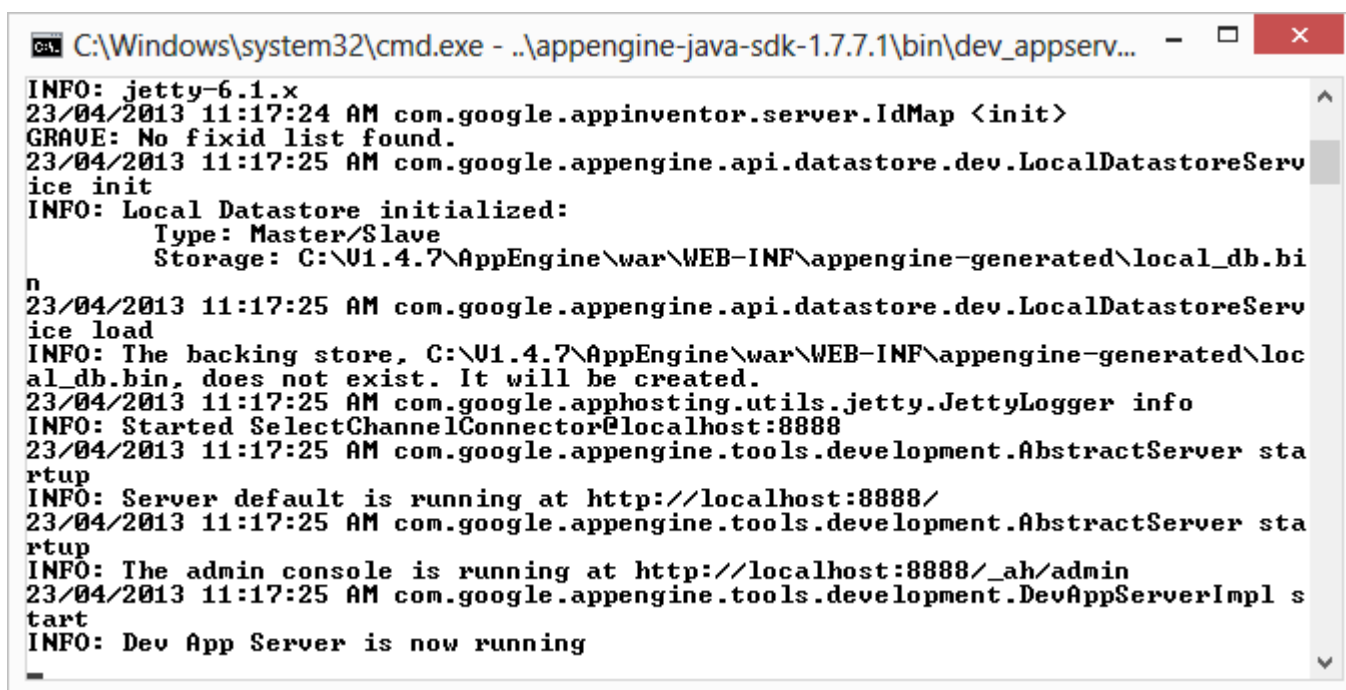 C:\Windows\system32\cmd.exe - ..\appengine-java-sdk-1.7.7.1\bin\dev_appserv...
INFO: jetty-6.1.x
23/04/2013 11:17:24 AM com.google.appinventor.server.IdMap <init>
GRAVE: No fixid list found.
23/04/2013 11:17:25 AM com.google.appengine.api.datastore.dev.LocalDatastoreServ
ice init
INFO: Local Datastore initialized:
        Type: Master/Slave
        Storage: C:\V1.4.7\AppEngine\war\WEB-INF\appengine-generated\local_db.bi
n
23/04/2013 11:17:25 AM com.google.appengine.api.datastore.dev.LocalDatastoreServ
ice load
INFO: The backing store, C:\V1.4.7\AppEngine\war\WEB-INF\appengine-generated\loc
al_db.bin, does not exist. It will be created.
23/04/2013 11:17:25 AM com.google.apphosting.utils.jetty.JettyLogger info
INFO: Started SelectChannelConnector@localhost:8888
23/04/2013 11:17:25 AM com.google.appengine.tools.development.AbstractServer sta
rtup
INFO: Server default is running at http://localhost:8888/
23/04/2013 11:17:25 AM com.google.appengine.tools.development.AbstractServer sta
rtup
INFO: The admin console is running at http://localhost:8888/_ah/admin
23/04/2013 11:17:25 AM com.google.appengine.tools.development.DevAppServerImpl s
tart
INFO: Dev App Server is now running